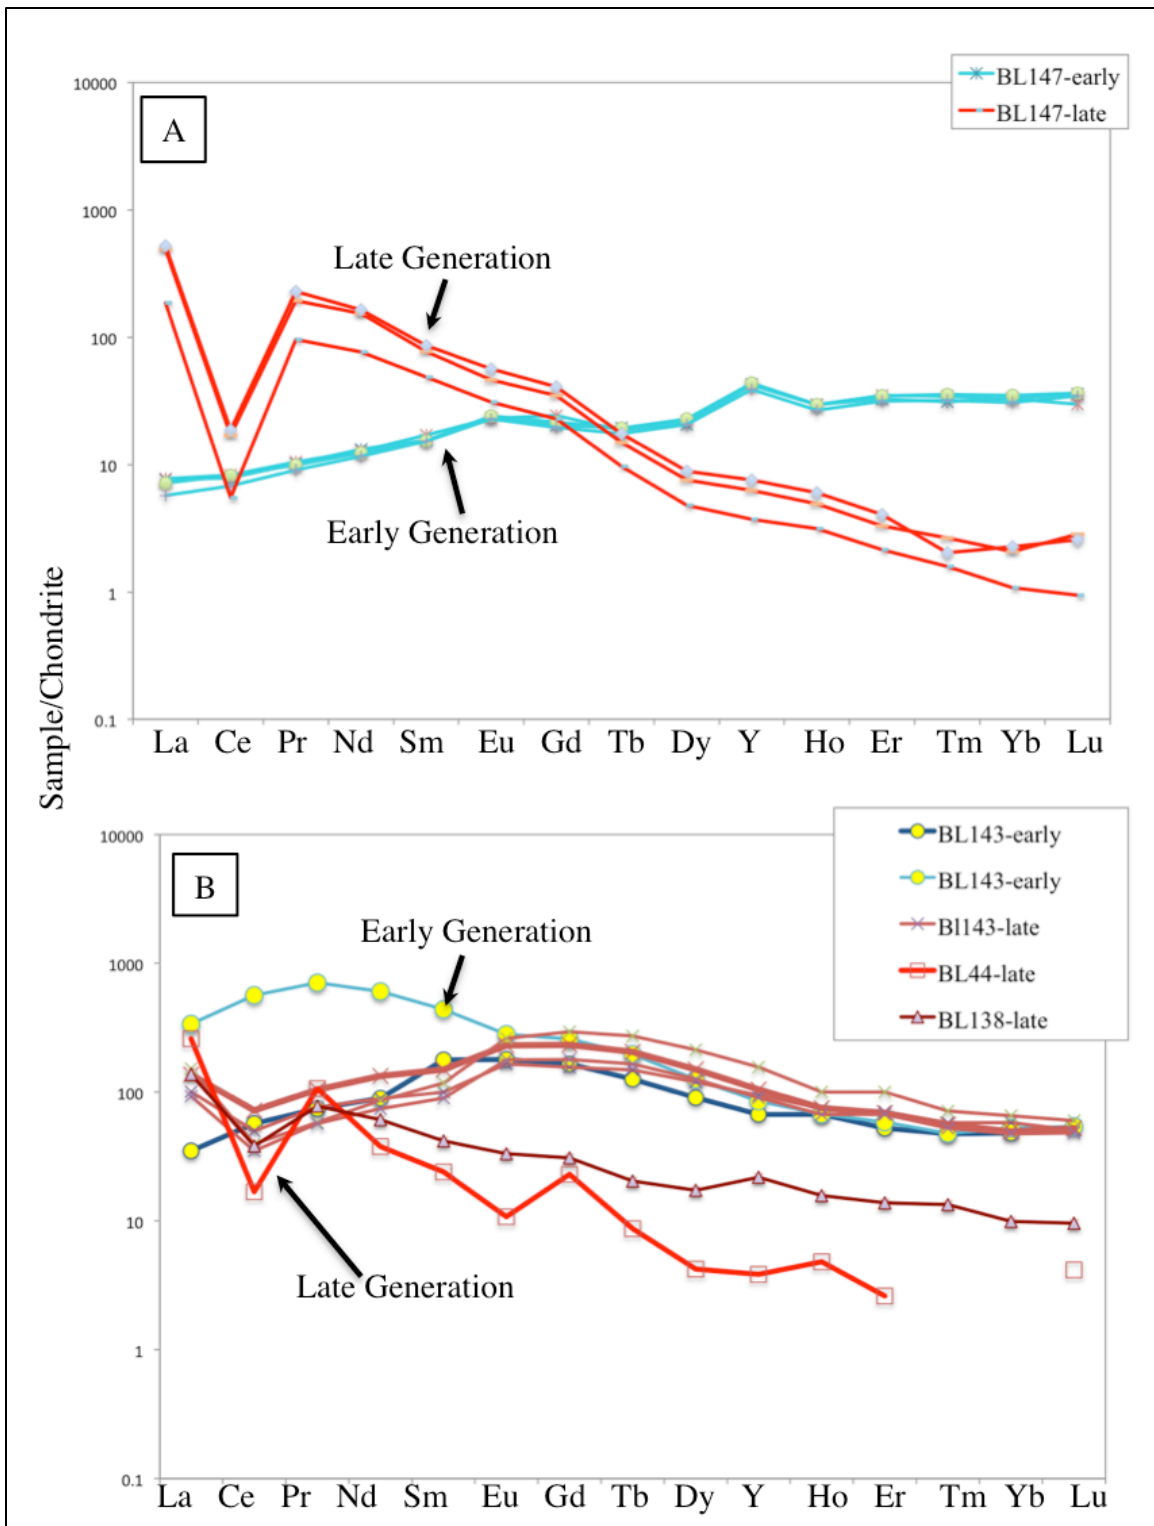 BL147-early
BL147-late
10000
A
1000
Late Generation
100
10
Early Generation
1
0.1
La Ce Pr Nd Sm Eu Gd Tb Dy Y Ho Er Tm Yb Lu
Sample/Chondrite
BL143-early
BL143-early
Bl143-late
BL44-late
BL138-late
10000
B
Early Generation
1000
100
10
Late Generation
1
0.1
La Ce Pr Nd Sm Eu Gd Tb Dy Y Ho Er Tm Yb Lu